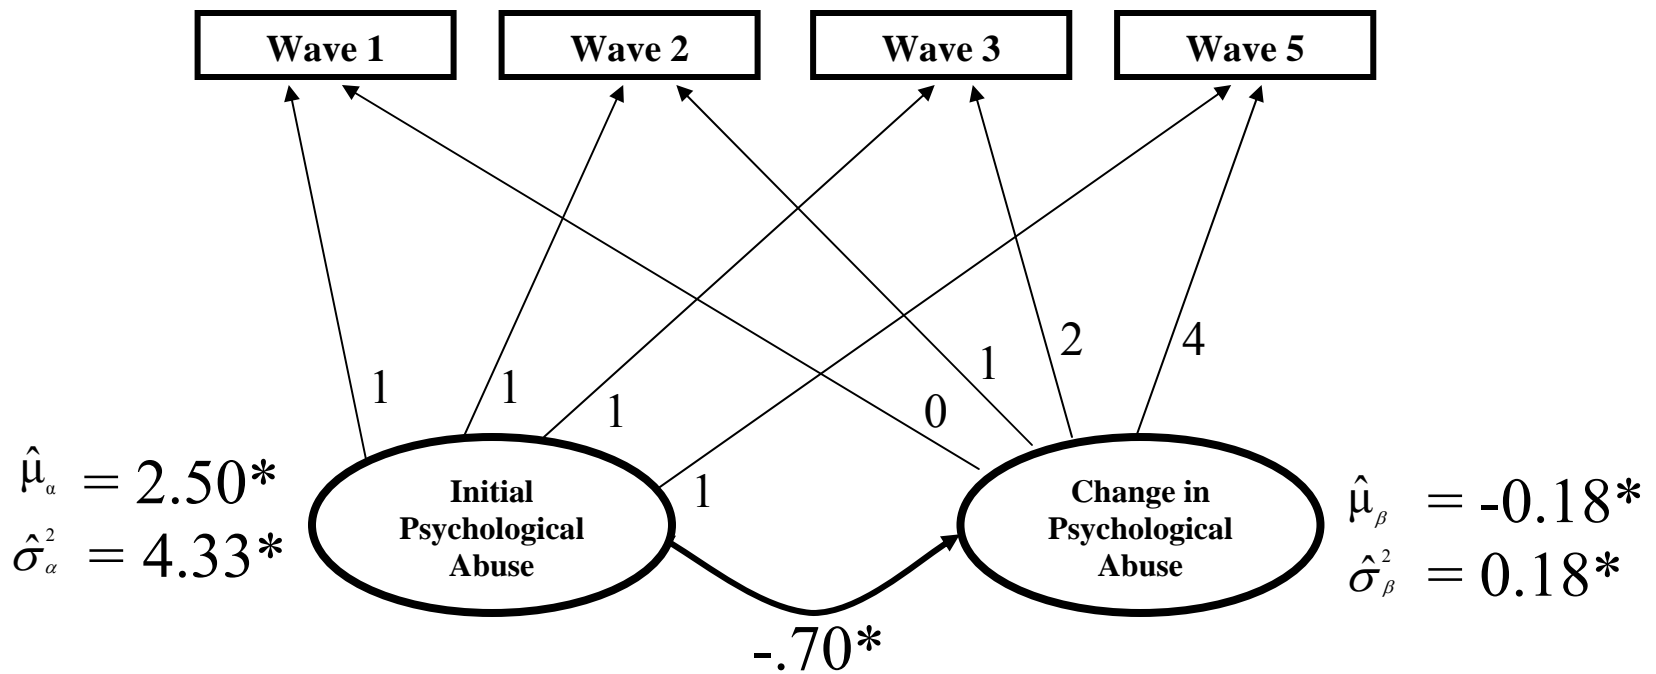 Wave 1
Wave 2
Wave 3
Wave 5
1
1
1
1
0
1
2
4
μ̂α = 2.50*
σ̂²α = 4.33*
Initial
Psychological
Abuse
Change in
Psychological
Abuse
μ̂β = -0.18*
σ̂²β = 0.18*
-.70*